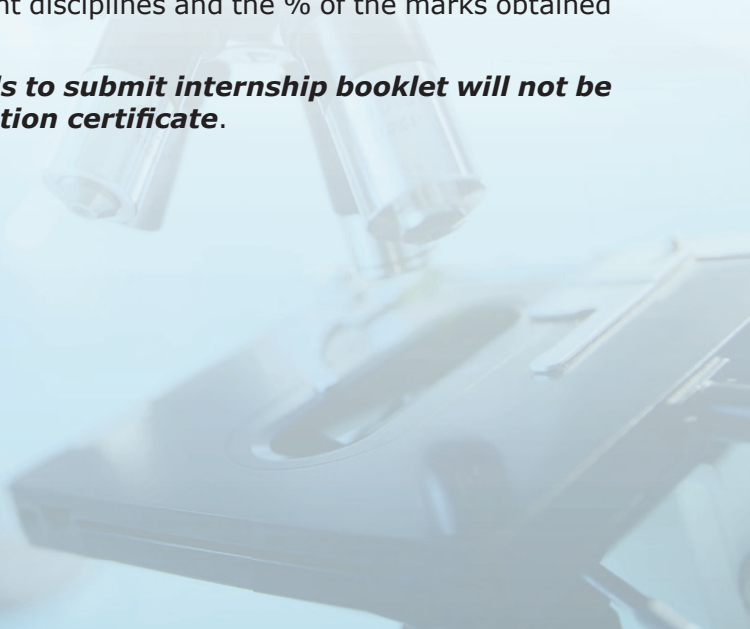 nt disciplines and the % of the marks obtained
ls to submit internship booklet will not be
tion certificate.